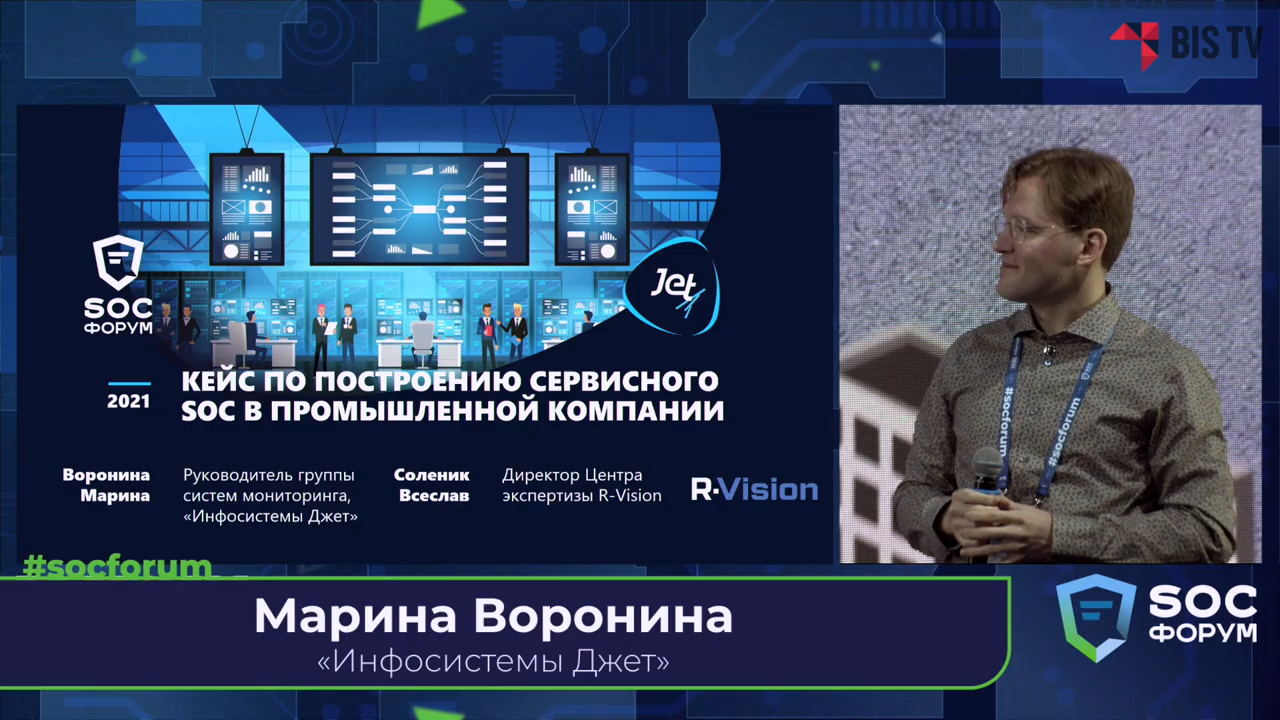 BIS TV
SOC
ФОРУМ
Jet
2021
КЕЙС ПО ПОСТРОЕНИЮ СЕРВИСНОГО
SOC В ПРОМЫШЛЕННОЙ КОМПАНИИ
Воронина
Марина
Руководитель группы
систем мониторинга,
«Инфосистемы Джет»
Соленик
Всеслав
Директор Центра
экспертизы R-Vision
R·Vision
#socforum
#socforum
#socforum
Марина Воронина
«Инфосистемы Джет»
SOC
ФОРУМ